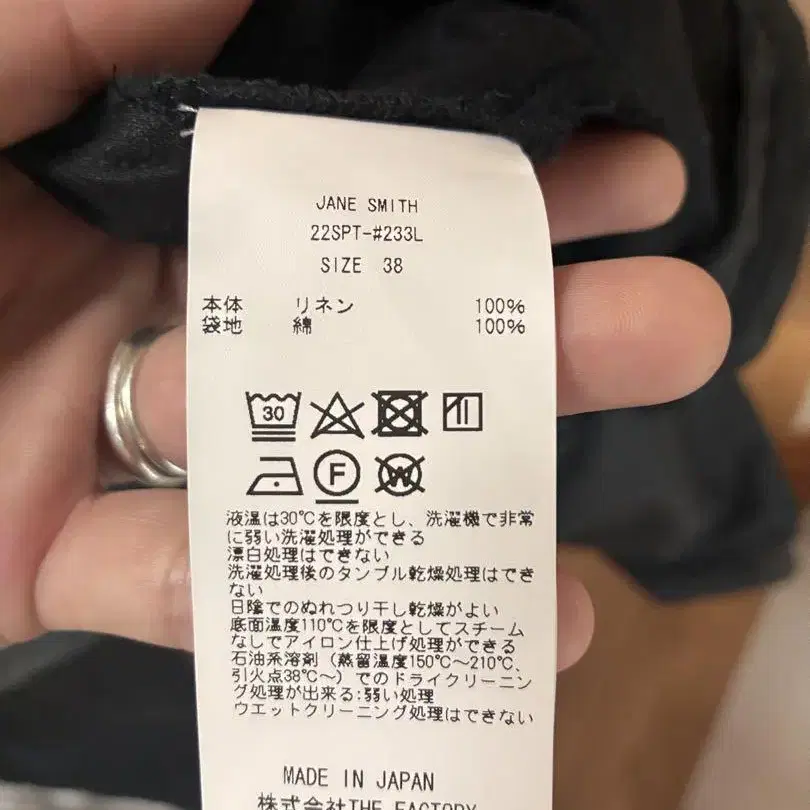 JANE SMITH
22SPT-#233L
SIZE 38
本体 リネン 100%
袋地 綿 100%
30
F
W
液温は30℃を限度とし、洗濯機で非常
に弱い洗濯処理ができる
漂白処理はできない
洗濯処理後のタンブル乾燥処理はでき
ない
日陰でのぬれつり干し乾燥がよい
底面温度110℃を限度としてスチーム
なしでアイロン仕上げ処理ができる
石油系溶剤（蒸留温度150℃～210℃、
引火点38℃～）でのドライクリーニン
グ処理が出来る:弱い処理
ウエットクリーニング処理はできない
MADE IN JAPAN
株式会社THE FACTORY